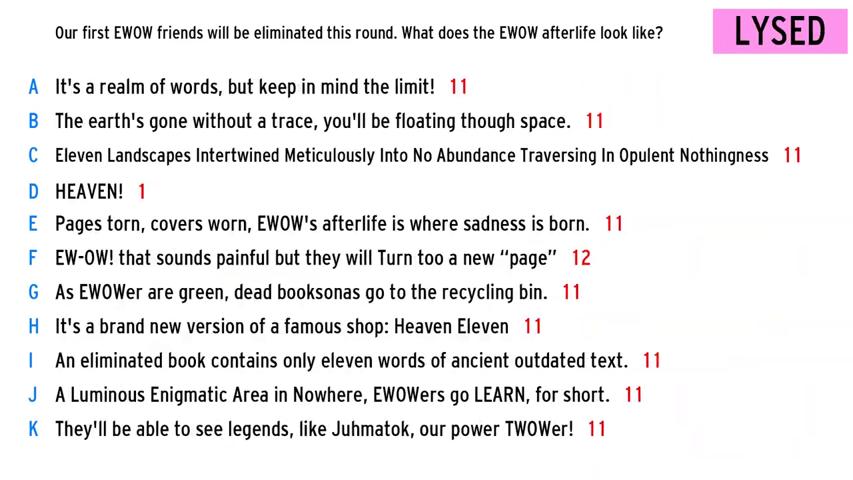 Our first EWOW friends will be eliminated this round. What does the EWOW afterlife look like?
LYSED
A It's a realm of words, but keep in mind the limit! 11
B The earth's gone without a trace, you'll be floating though space. 11
C Eleven Landscapes Intertwined Meticulously Into No Abundance Traversing In Opulent Nothingness 11
D HEAVEN! 1
E Pages torn, covers worn, EWOW's afterlife is where sadness is born. 11
F EW-OW! that sounds painful but they will Turn too a new “page” 12
G As EWOWer are green, dead booksonas go to the recycling bin. 11
H It's a brand new version of a famous shop: Heaven Eleven 11
I An eliminated book contains only eleven words of ancient outdated text. 11
J A Luminous Enigmatic Area in Nowhere, EWOWers go LEARN, for short. 11
K They'll be able to see legends, like Juhmatok, our power TWOWer! 11